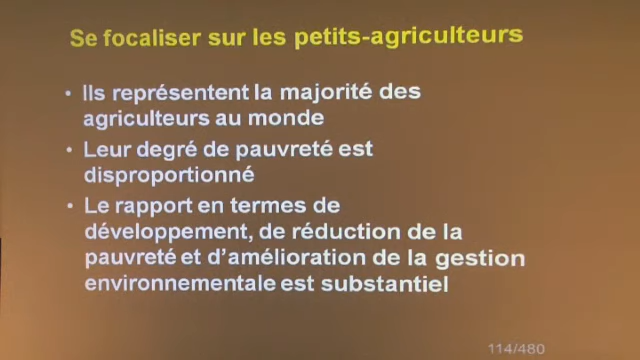 Se focaliser sur les petits-agriculteurs
• Ils représentent la majorité des
agriculteurs au monde
• Leur degré de pauvreté est
disproportionné
• Le rapport en termes de
développement, de réduction de la
pauvreté et d'amélioration de la gestion
environnementale est substantiel
114/480